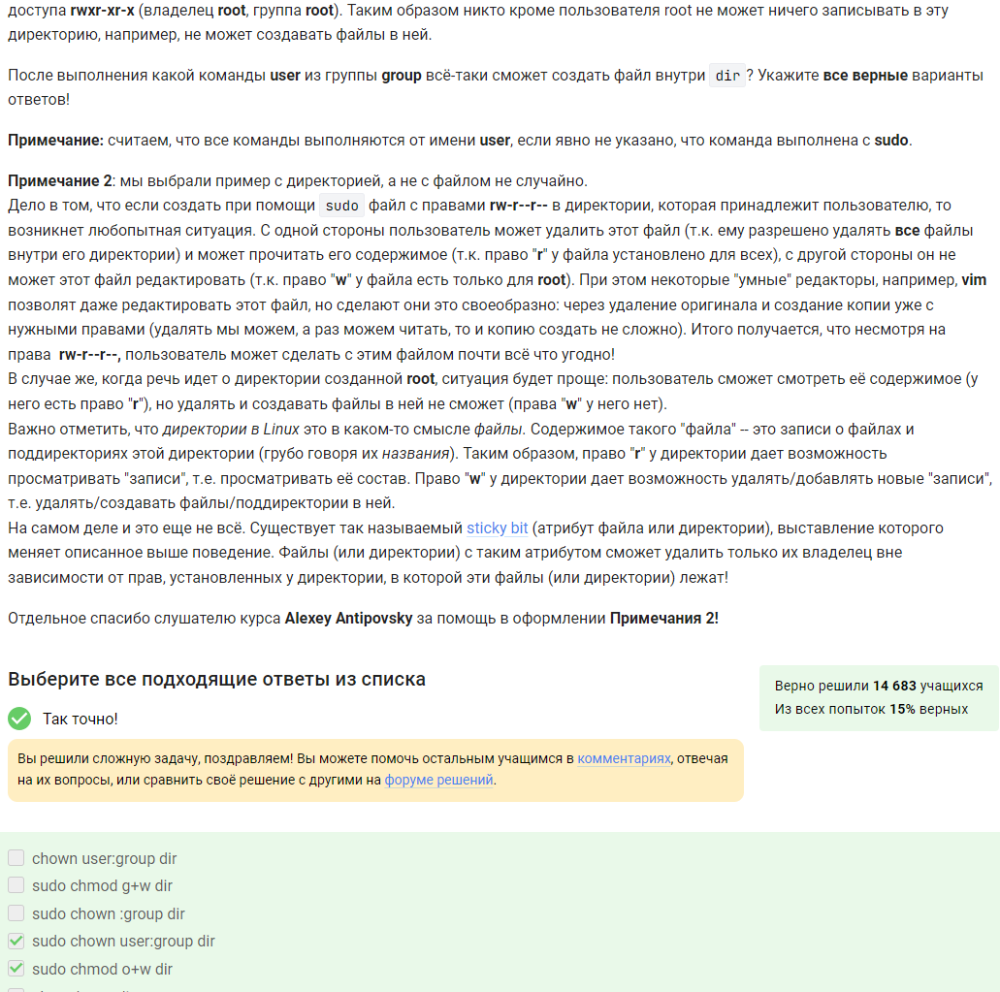 доступа rwxr-xr-x (владелец root, группа root). Таким образом никто кроме пользователя root не может ничего записывать в эту
директорию, например, не может создавать файлы в ней.
После выполнения какой команды user из группы group всё-таки сможет создать файл внутри dir? Укажите все верные варианты
ответов!
Примечание: считаем, что все команды выполняются от имени user, если явно не указано, что команда выполнена с sudo.
Примечание 2: мы выбрали пример с директорией, а не с файлом не случайно.
Дело в том, что если создать при помощи sudo файл с правами rw-r--r-- в директории, которая принадлежит пользователю, то
возникнет любопытная ситуация. С одной стороны пользователь может удалить этот файл (т.к. ему разрешено удалять все файлы
внутри его директории) и может прочитать его содержимое (т.к. право "r" у файла установлено для всех), с другой стороны он не
может этот файл редактировать (т.к. право "w" у файла есть только для root). При этом некоторые "умные" редакторы, например, vim
позволят даже редактировать этот файл, но сделают они это своеобразно: через удаление оригинала и создание копии уже с
нужными правами (удалять мы можем, а раз можем читать, то и копию создать не сложно). Итого получается, что несмотря на
права rw-r--r--, пользователь может сделать с этим файлом почти всё что угодно!
В случае же, когда речь идет о директории созданной root, ситуация будет проще: пользователь сможет смотреть её содержимое (у
него есть право "r"), но удалять и создавать файлы в ней не сможет (права "w" у него нет).
Важно отметить, что директории в Linux это в каком-то смысле файлы. Содержимое такого "файла" -- это записи о файлах и
поддиректориях этой директории (грубо говоря их названия). Таким образом, право "r" у директории дает возможность
просматривать "записи", т.е. просматривать её состав. Право "w" у директории дает возможность удалять/добавлять новые "записи",
т.е. удалять/создавать файлы/поддиректории в ней.
На самом деле и это еще не всё. Существует так называемый sticky bit (атрибут файла или директории), выставление которого
меняет описанное выше поведение. Файлы (или директории) с таким атрибутом сможет удалить только их владелец вне
зависимости от прав, установленных у директории, в которой эти файлы (или директории) лежат!
Отдельное спасибо слушателю курса Alexey Antipovsky за помощь в оформлении Примечания 2!
Выберите все подходящие ответы из списка
Верно решили 14 683 учащихся
Из всех попыток 15% верных
Так точно!
Вы решили сложную задачу, поздравляем! Вы можете помочь остальным учащимся в комментариях, отвечая
на их вопросы, или сравнить своё решение с другими на форуме решений.
chown user:group dir
sudo chmod g+w dir
sudo chown :group dir
sudo chown user:group dir
sudo chmod o+w dir